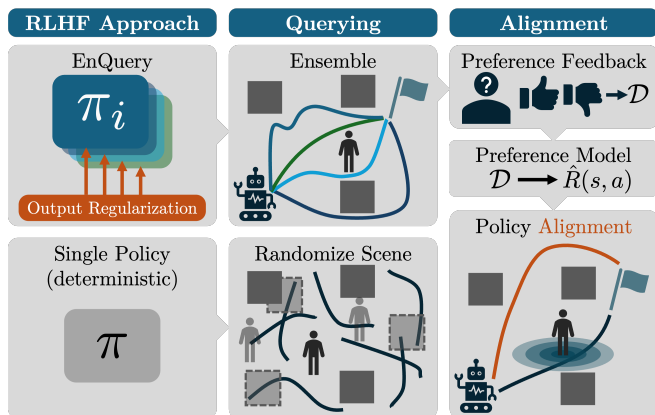 RLHF Approach
Querying
Alignment
EnQuery
π_i
Output Regularization
Ensemble
Preference Feedback
?
𝒟
Preference Model
𝒟 → R̂(s, a)
Single Policy
(deterministic)
π
Randomize Scene
Policy Alignment